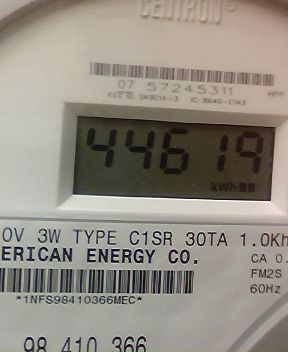 CENTRON®
07 57245311
44619
kWh
0V 3W TYPE C1SR 30TA 1.0Kh
ERICAN ENERGY CO.
CA 0.
FM2S
60Hz
*1NFS98410366MEC*
98 410 366